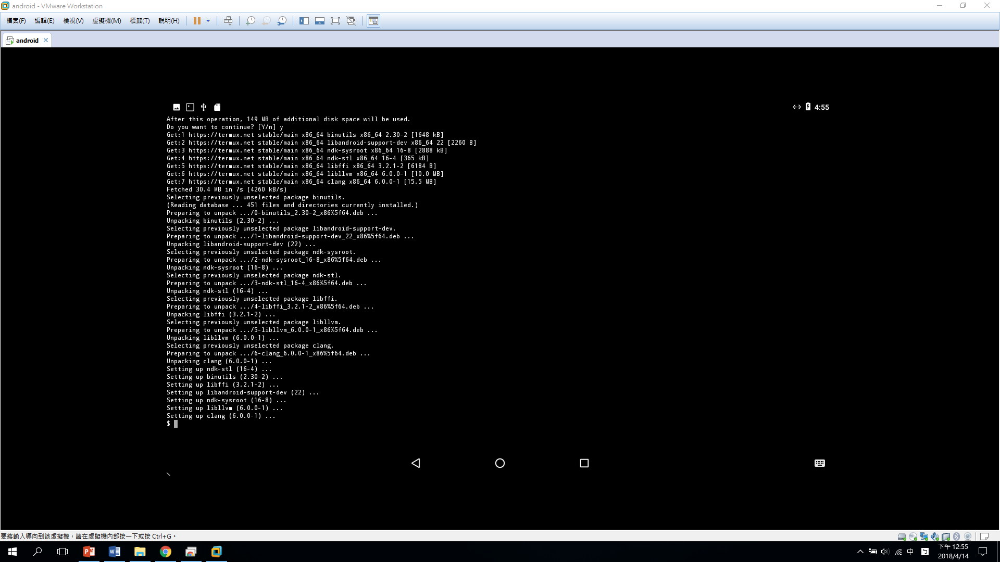 android - VMware Workstation
檔案(F) 編輯(E) 檢視(V) 虛擬機(M) 標籤(T) 說明(H)
android
4:55
After this operation, 149 MB of additional disk space will be used.
Do you want to continue? [Y/n] y
Get:1 https://termux.net stable/main x86_64 binutils x86_64 2.30-2 [1648 kB]
Get:2 https://termux.net stable/main x86_64 libandroid-support-dev x86_64 22 [2260 B]
Get:3 https://termux.net stable/main x86_64 ndk-sysroot x86_64 16-8 [2888 kB]
Get:4 https://termux.net stable/main x86_64 ndk-stl x86_64 16-4 [365 kB]
Get:5 https://termux.net stable/main x86_64 libffi x86_64 3.2.1-2 [6184 B]
Get:6 https://termux.net stable/main x86_64 libllvm x86_64 6.0.0-1 [10.0 MB]
Get:7 https://termux.net stable/main x86_64 clang x86_64 6.0.0-1 [15.5 MB]
Fetched 30.4 MB in 7s (4260 kB/s)
Selecting previously unselected package binutils.
(Reading database ... 451 files and directories currently installed.)
Preparing to unpack .../0-binutils_2.30-2_x86%5f64.deb ...
Unpacking binutils (2.30-2) ...
Selecting previously unselected package libandroid-support-dev.
Preparing to unpack .../1-libandroid-support-dev_22_x86%5f64.deb ...
Unpacking libandroid-support-dev (22) ...
Selecting previously unselected package ndk-sysroot.
Preparing to unpack .../2-ndk-sysroot_16-8_x86%5f64.deb ...
Unpacking ndk-sysroot (16-8) ...
Selecting previously unselected package ndk-stl.
Preparing to unpack .../3-ndk-stl_16-4_x86%5f64.deb ...
Unpacking ndk-stl (16-4) ...
Selecting previously unselected package libffi.
Preparing to unpack .../4-libffi_3.2.1-2_x86%5f64.deb ...
Unpacking libffi (3.2.1-2) ...
Selecting previously unselected package libllvm.
Preparing to unpack .../5-libllvm_6.0.0-1_x86%5f64.deb ...
Unpacking libllvm (6.0.0-1) ...
Selecting previously unselected package clang.
Preparing to unpack .../6-clang_6.0.0-1_x86%5f64.deb ...
Unpacking clang (6.0.0-1) ...
Setting up ndk-stl (16-4) ...
Setting up binutils (2.30-2) ...
Setting up libffi (3.2.1-2) ...
Setting up libandroid-support-dev (22) ...
Setting up ndk-sysroot (16-8) ...
Setting up libllvm (6.0.0-1) ...
Setting up clang (6.0.0-1) ...
$
要將輸入導向到該虛擬機，請在虛擬機內部按一下或按 Ctrl+G。
中 ㄅ 下午 12:55
2018/4/14